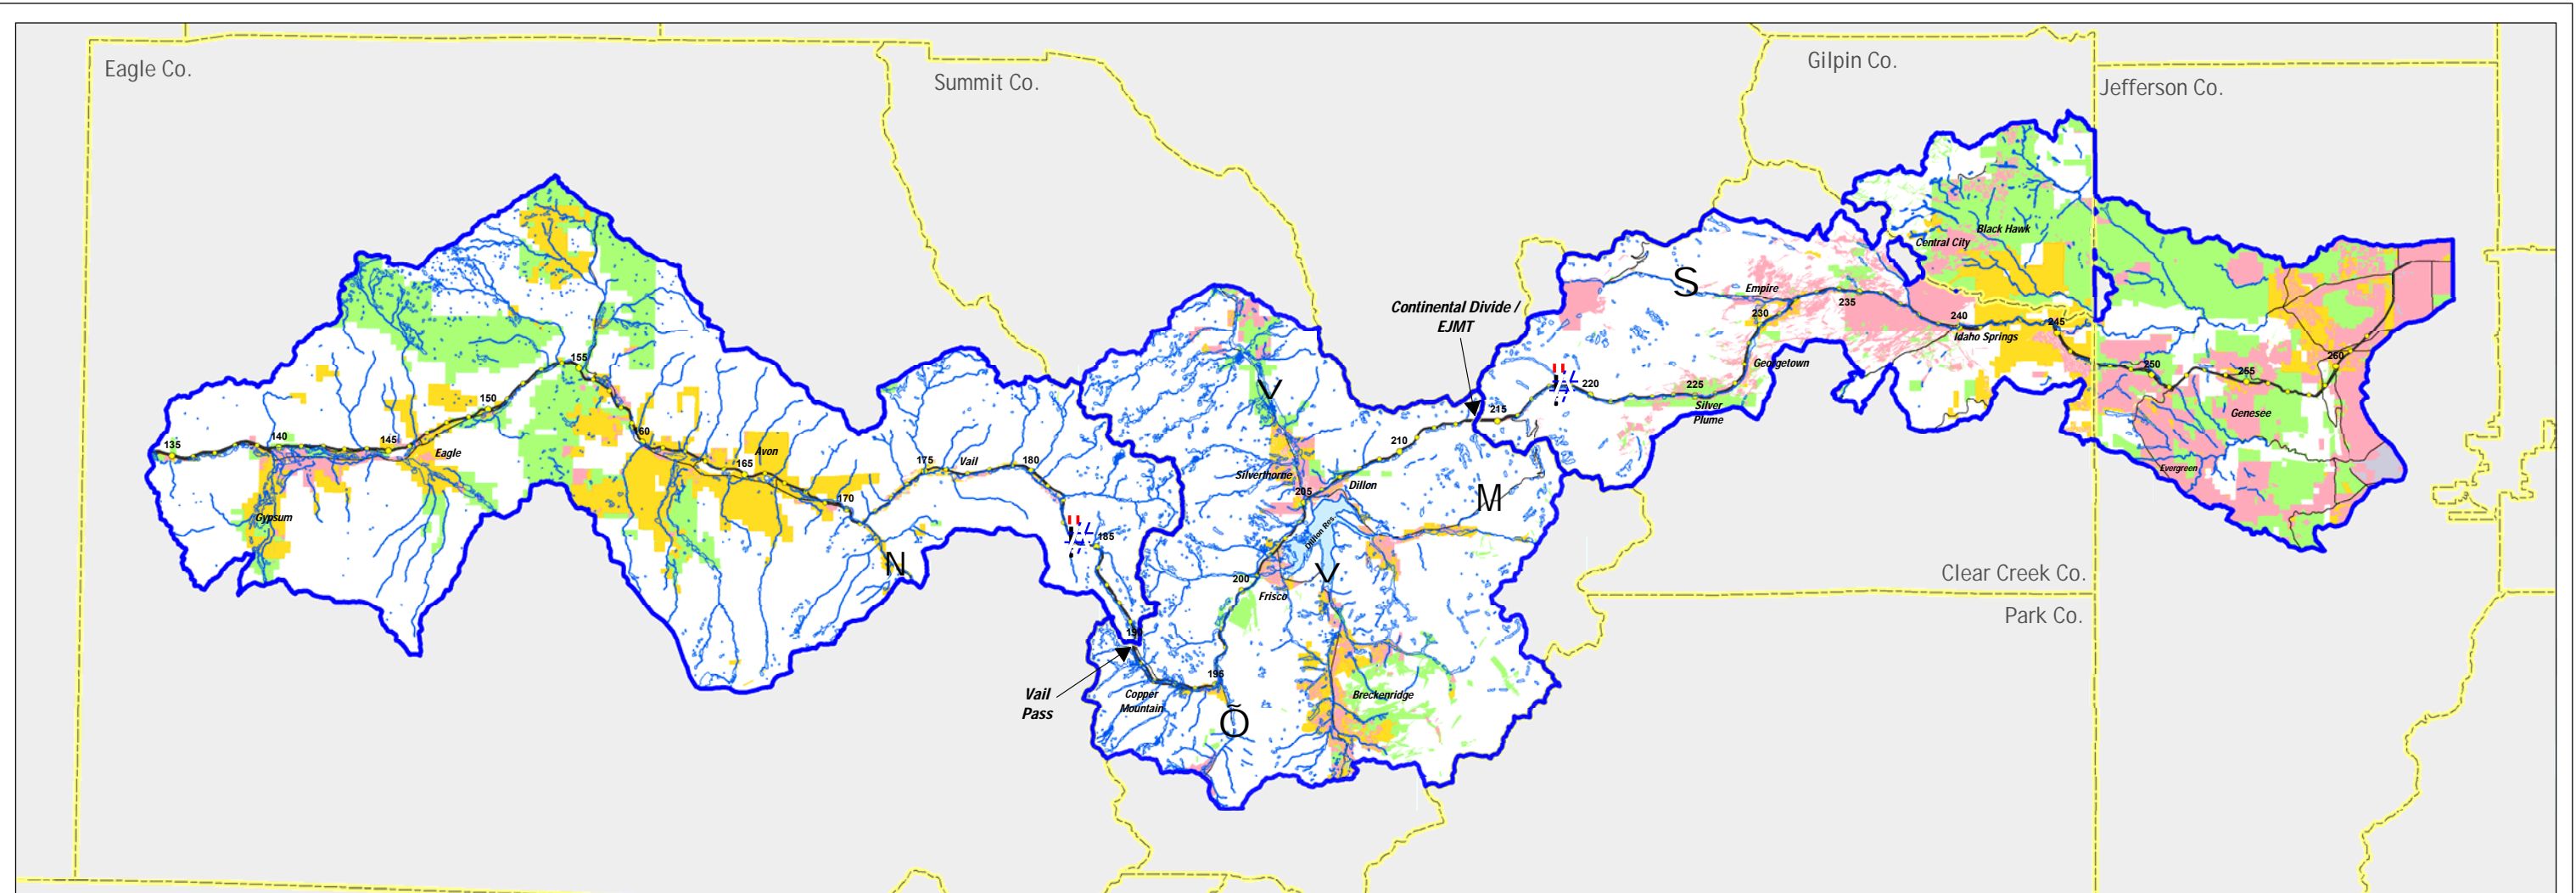 Eagle Co.
Summit Co.
Gilpin Co.
Jefferson Co.
Clear Creek Co.
Park Co.
Continental Divide /
EJMT
Vail
Pass
135
140
145
150
155
160
165
170
175
180
185
190
195
200
205
210
215
220
225
230
235
240
245
250
255
260
Gypsum
Eagle
Avon
Vail
Copper
Mountain
Frisco
Silverthorne
Dillon
Dillon Res.
Breckenridge
Silver
Plume
Georgetown
Empire
Idaho Springs
Central City
Black Hawk
Genesee
Evergreen
N
V
V
M
Õ
S